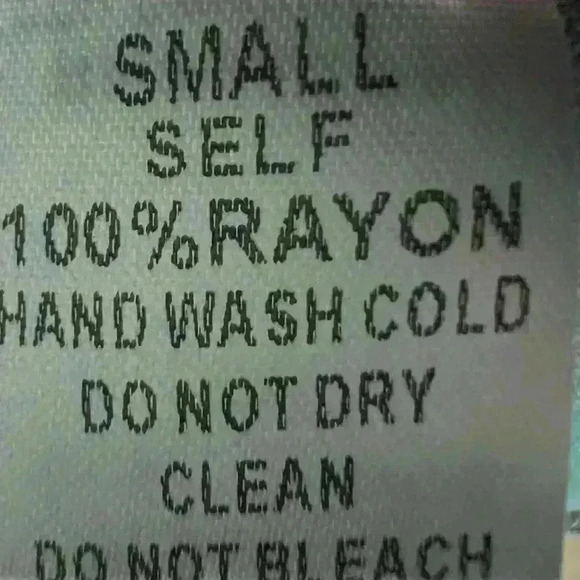 SMALL
SELF
100%RAYON
HAND WASH COLD
DO NOT DRY
CLEAN
DO NOT BLEACH